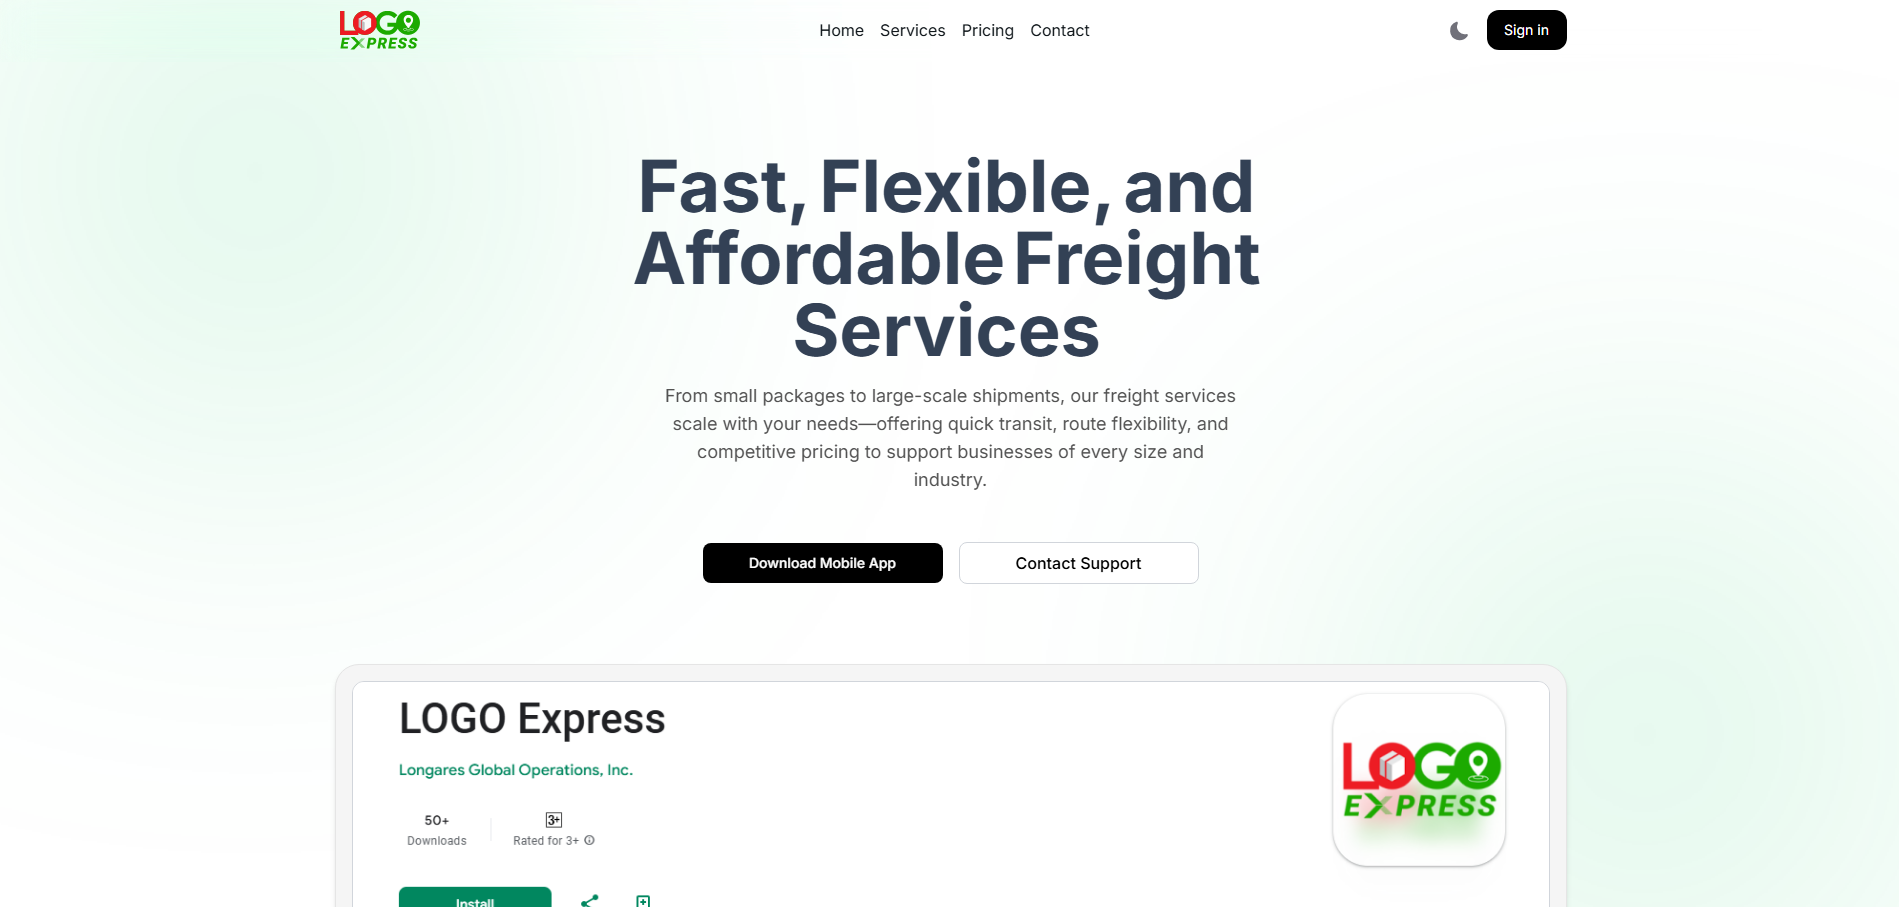 LOGO
EXPRESS
Home Services Pricing Contact
Sign in
Fast, Flexible, and
Affordable Freight
Services
From small packages to large-scale shipments, our freight services
scale with your needs—offering quick transit, route flexibility, and
competitive pricing to support businesses of every size and
industry.
Download Mobile App
Contact Support
LOGO Express
Longares Global Operations, Inc.
50+
Downloads
3+
Rated for 3+
LOGO
EXPRESS
Install